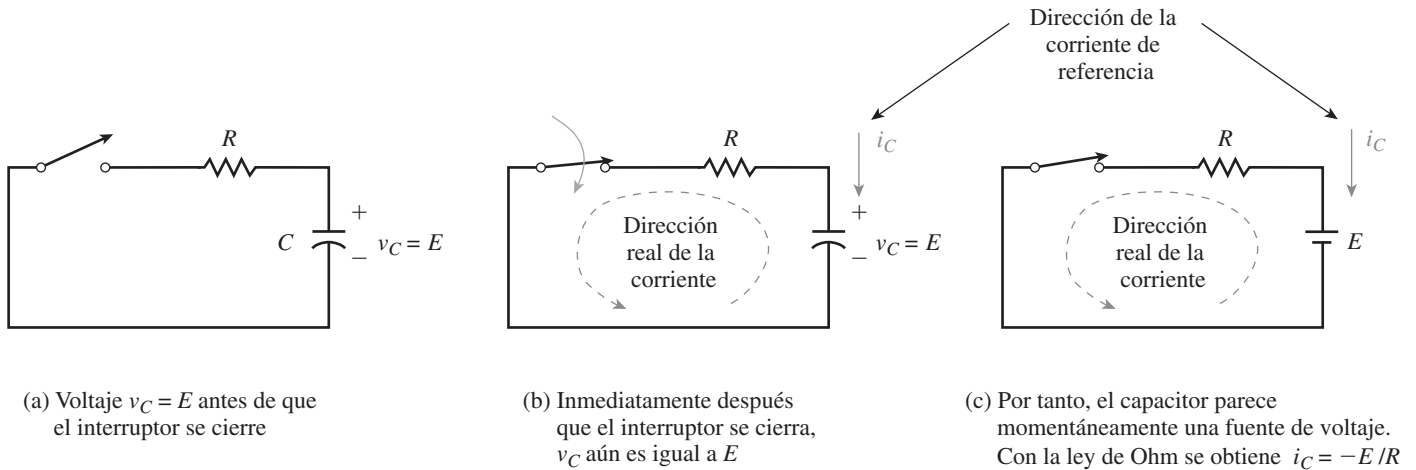 Dirección de la
corriente de
referencia
R
C
+
−
v_C = E
R
i_C
Dirección
real de la
corriente
+
−
v_C = E
R
i_C
Dirección
real de la
corriente
E
(a) Voltaje v_C = E antes de que
el interruptor se cierre
(b) Inmediatamente después
que el interruptor se cierra,
v_C aún es igual a E
(c) Por tanto, el capacitor parece
momentáneamente una fuente de voltaje.
Con la ley de Ohm se obtiene i_C = −E/R